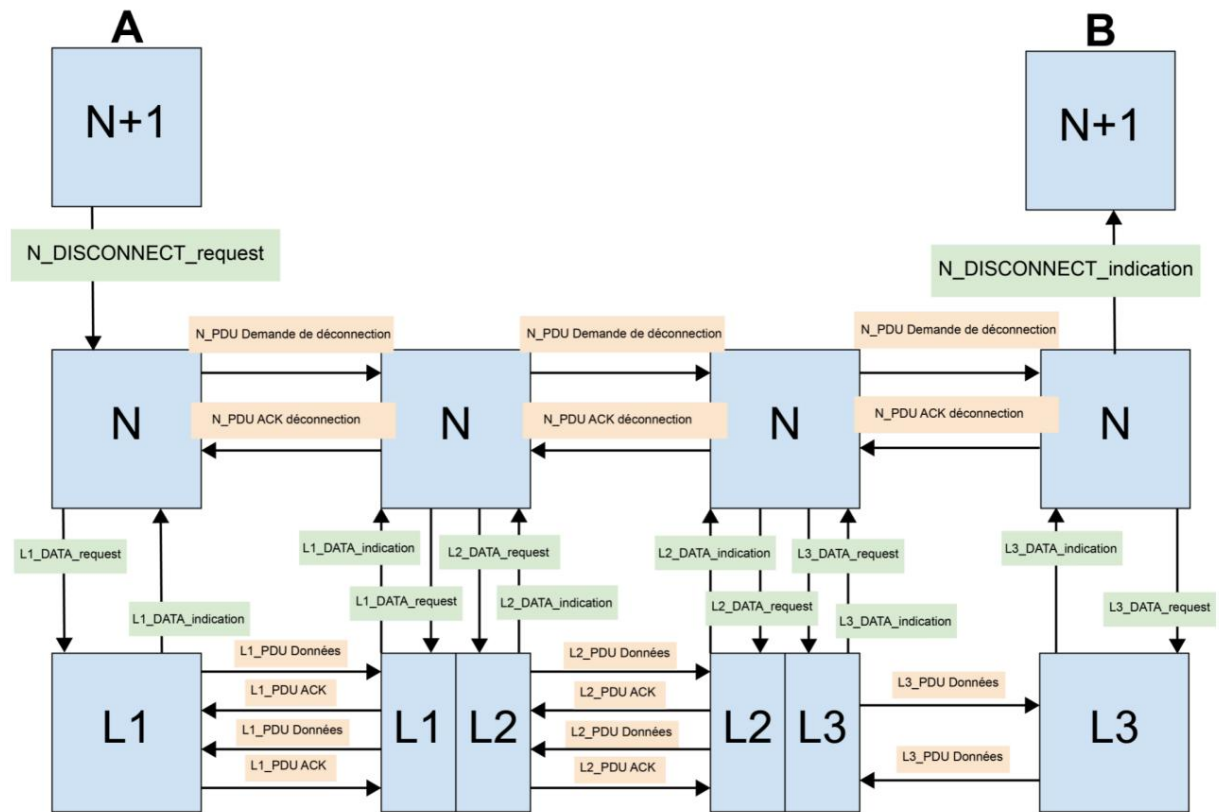 A
B
N+1
N+1
N_DISCONNECT_request
N_DISCONNECT_indication
N_PDU Demande de déconnection
N_PDU Demande de déconnection
N_PDU Demande de déconnection
N
N
N
N
N_PDU ACK déconnection
N_PDU ACK déconnection
N_PDU ACK déconnection
L1_DATA_request
L1_DATA_indication
L2_DATA_request
L2_DATA_indication
L3_DATA_request
L3_DATA_indication
L1_DATA_indication
L1_DATA_request
L2_DATA_indication
L2_DATA_request
L3_DATA_indication
L3_DATA_request
L1_PDU Données
L2_PDU Données
L1_PDU ACK
L2_PDU ACK
L3_PDU Données
L1
L1
L2
L2
L3
L3
L1_PDU Données
L2_PDU Données
L3_PDU Données
L1_PDU ACK
L2_PDU ACK